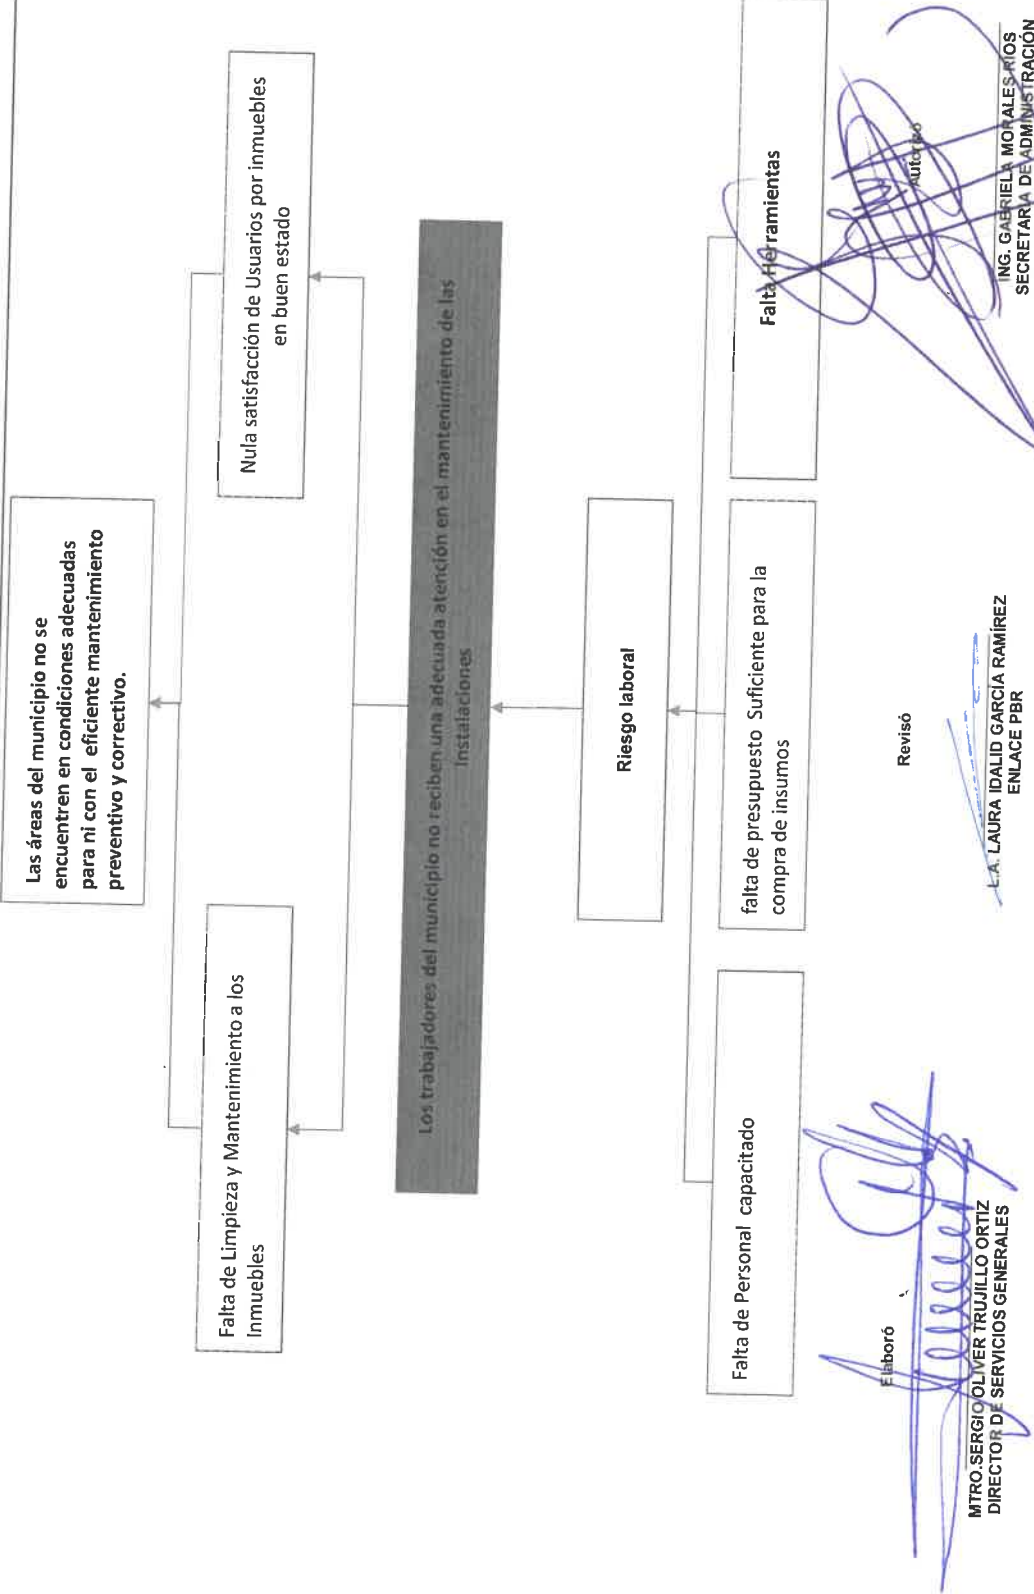 Las áreas del municipio no se
encuentren en condiciones adecuadas
para ni con el eficiente mantenimiento
preventivo y correctivo.
Falta de Limpieza y Mantenimiento a los
Inmuebles
Nula satisfacción de Usuarios por inmuebles
en buen estado
Los trabajadores del municipio no reciben una adecuada atención en el mantenimiento de las
Instalaciones
Riesgo laboral
Falta de Personal capacitado
falta de presupuesto Suficiente para la
compra de insumos
Falta Herramientas
Elaboró
MTRO.SERGIO OLIVER TRUJILLO ORTIZ
DIRECTOR DE SERVICIOS GENERALES
Revisó
L.A. LAURA IDALID GARCÍA RAMÍREZ
ENLACE PBR
Autorizó
ING. GABRIELA MORALES RIOS
SECRETARIA DE ADMINISTRACIÓN